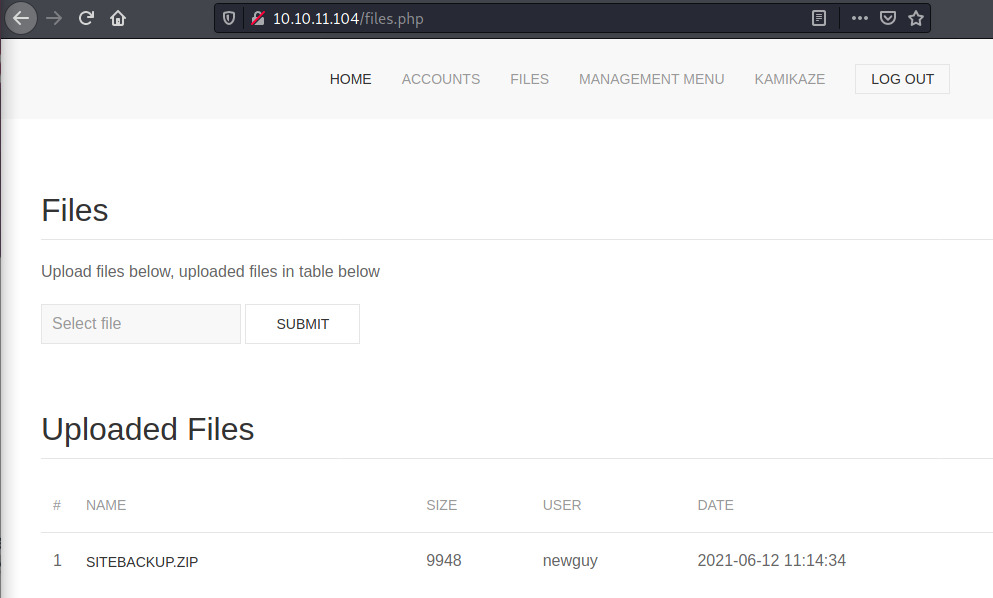 10.10.11.104/files.php
HOME ACCOUNTS FILES MANAGEMENT MENU KAMIKAZE LOG OUT
Files
Upload files below, uploaded files in table below
Select file SUBMIT
Uploaded Files
# NAME SIZE USER DATE
1 SITEBACKUP.ZIP 9948 newguy 2021-06-12 11:14:34